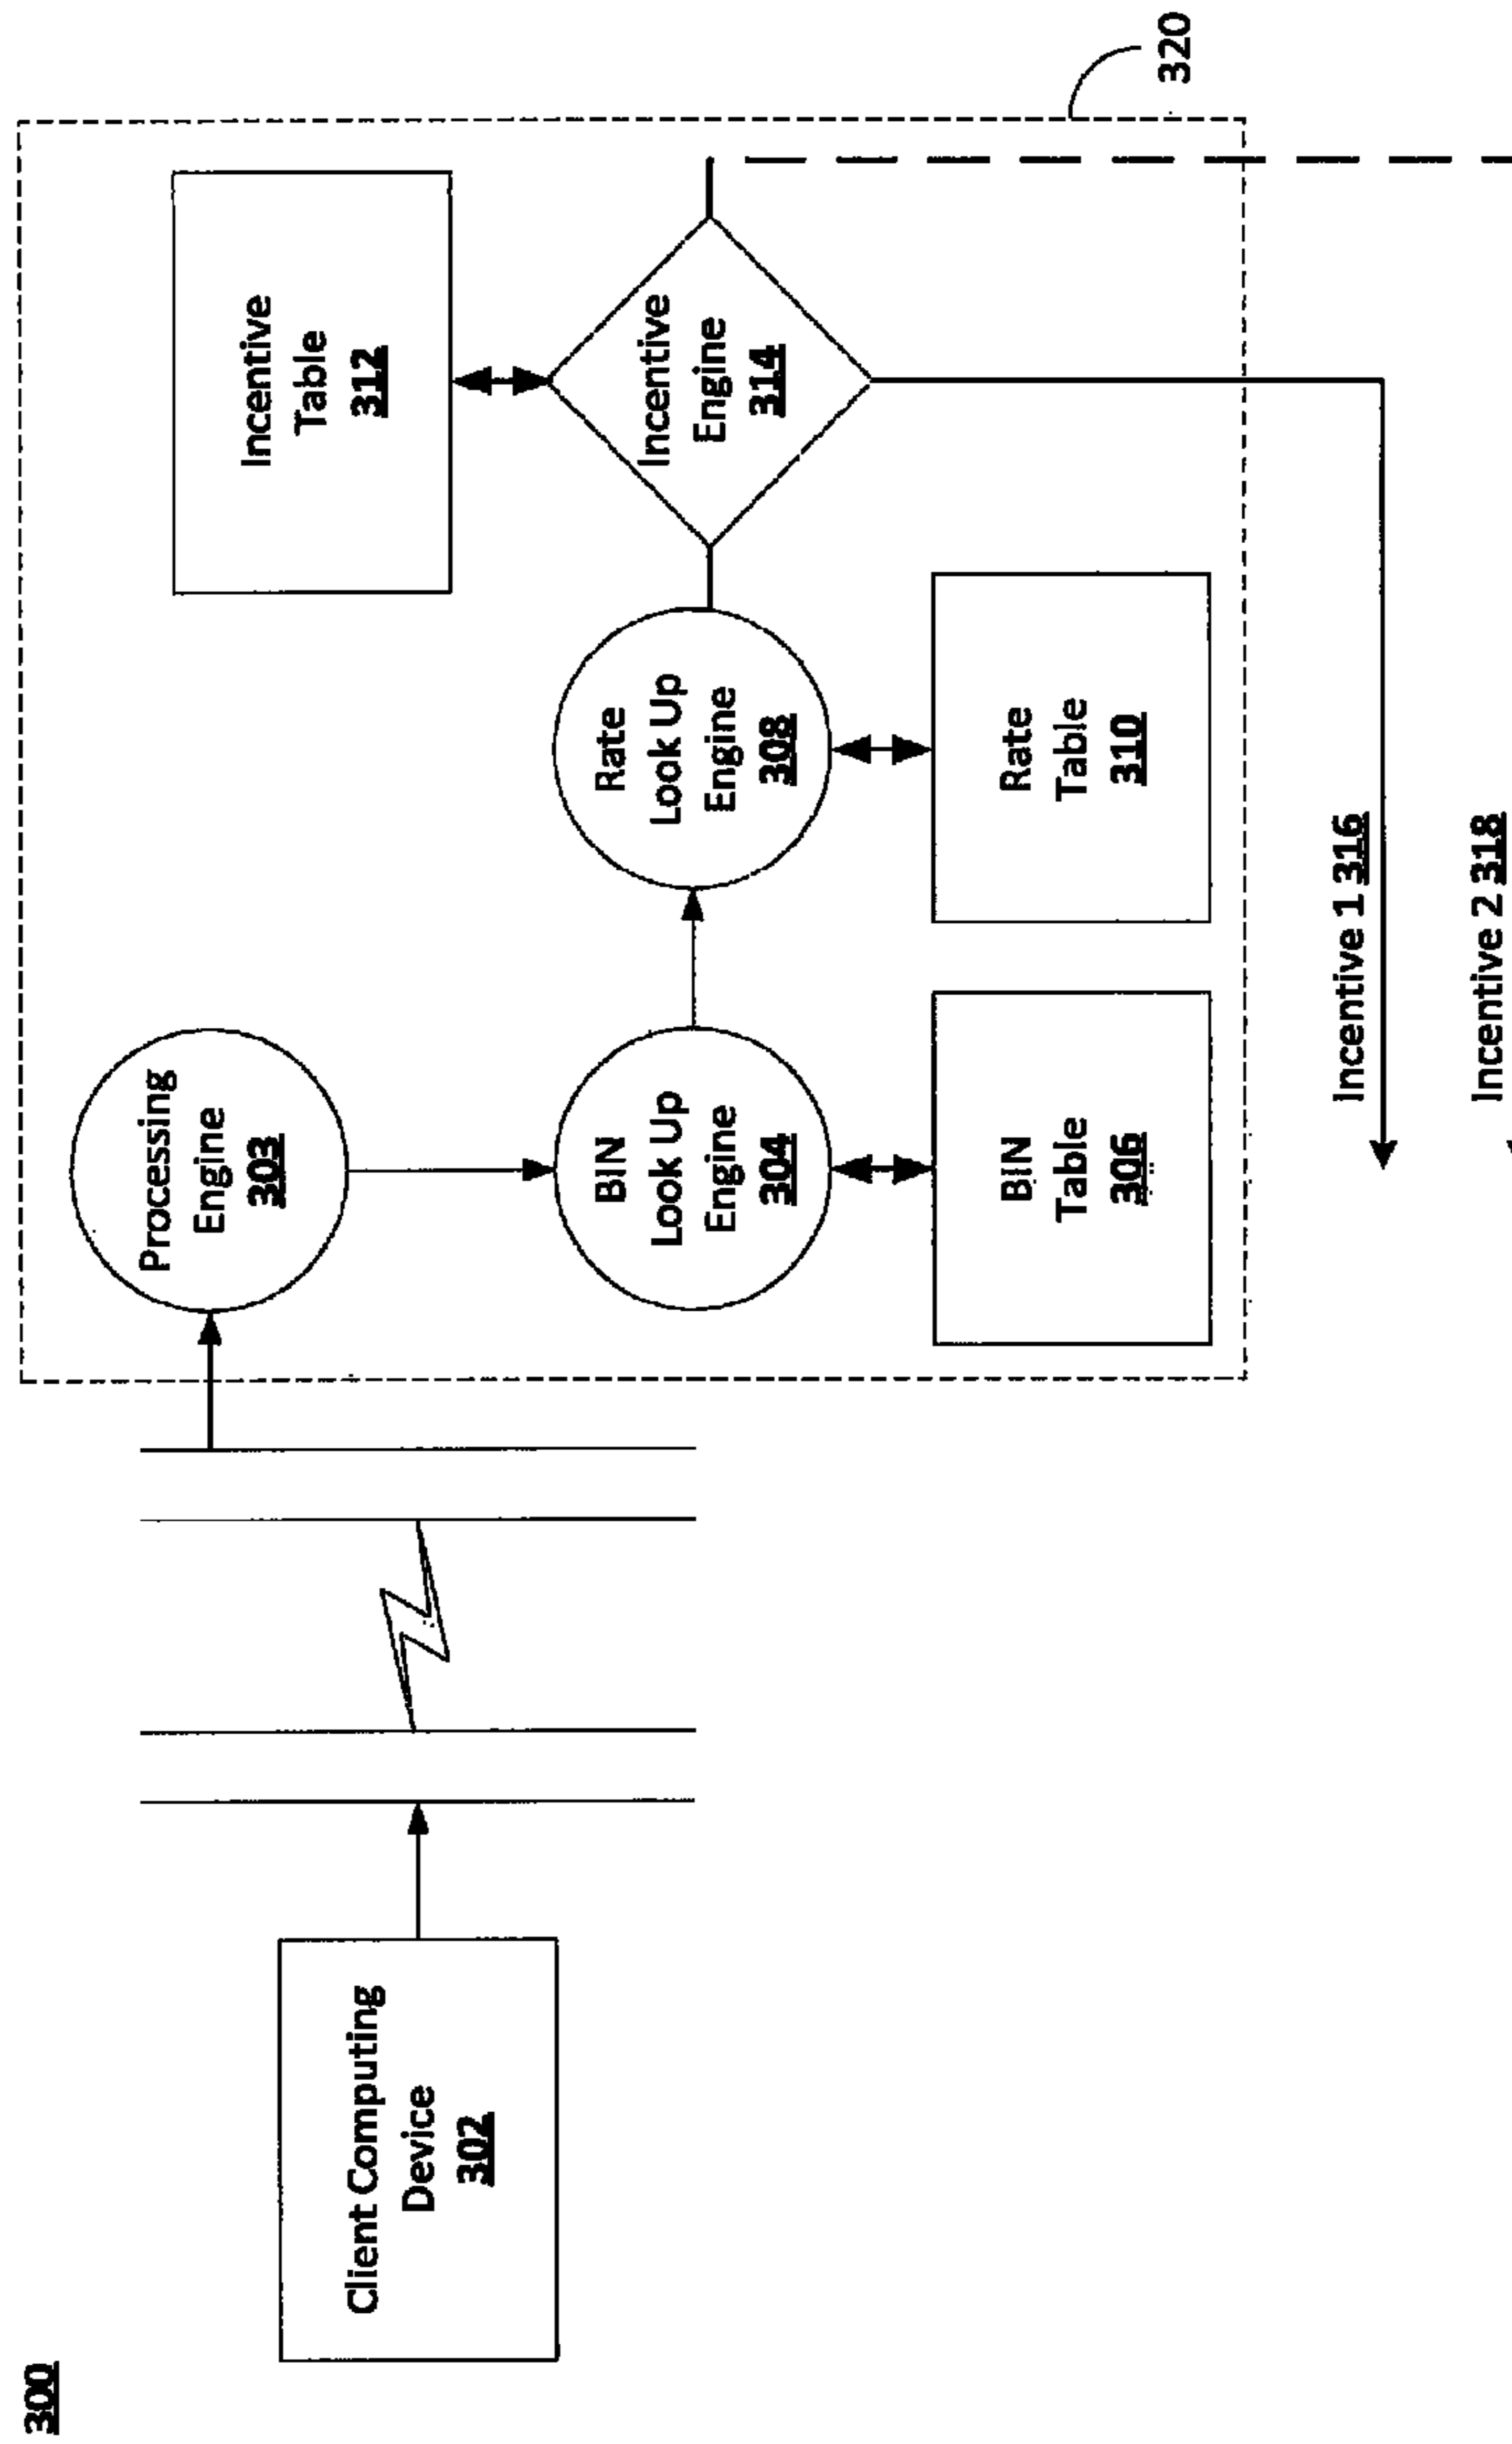 300
Client Computing
Device
302
Processing
Engine
303
BIN
Look Up
Engine
304
BIN
Table
306
Rate
Look Up
Engine
308
Rate
Table
310
Incentive
Table
312
Incentive
Engine
314
320
Incentive 1 316
Incentive 2 318